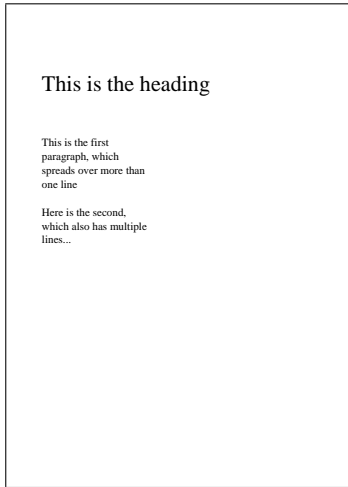 This is the heading
This is the first
paragraph, which
spreads over more than
one line
Here is the second,
which also has multiple
lines...